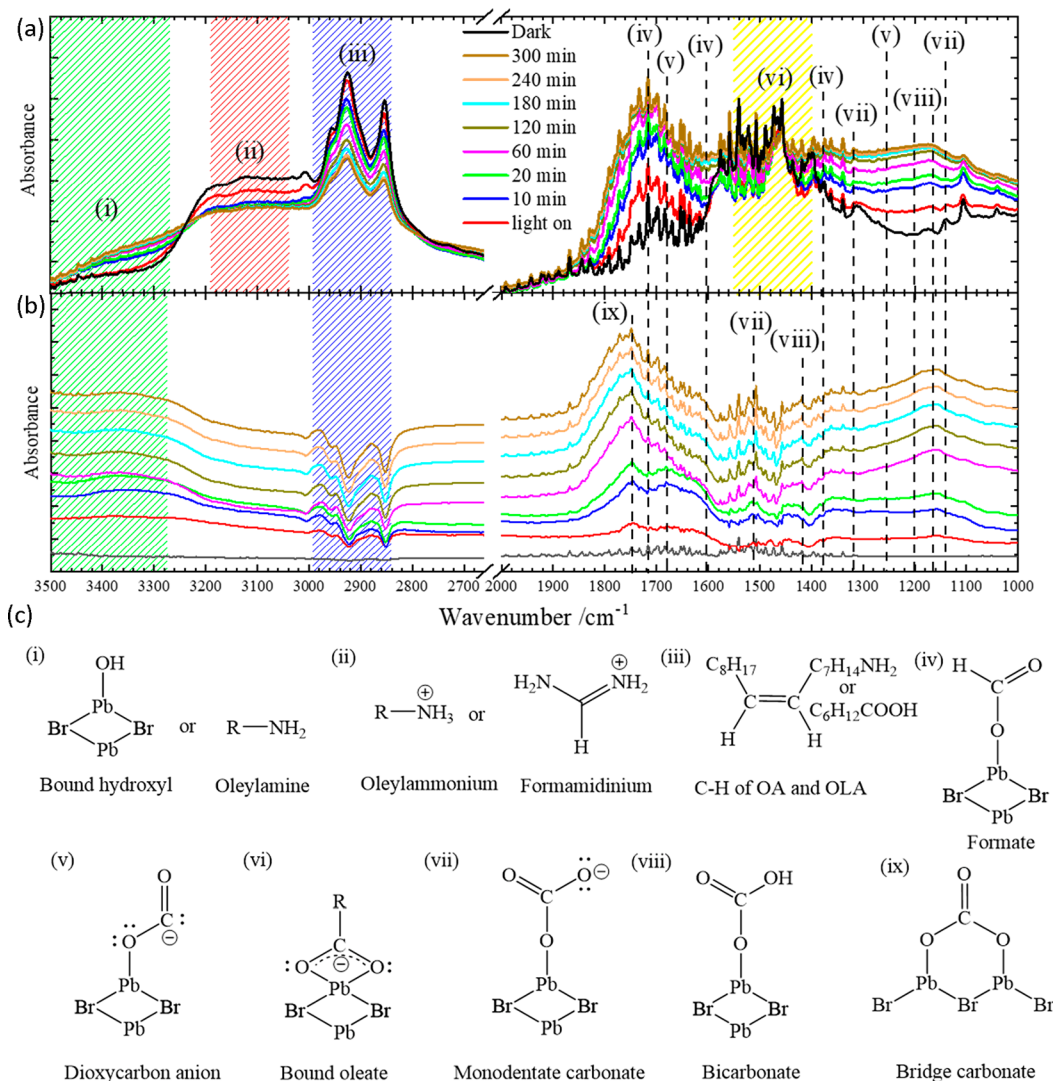 (a)
Absorbance
(i)
(ii)
(iii)
Dark
300 min
240 min
180 min
120 min
60 min
20 min
10 min
light on
(iv)
(v)
(iv)
(vi)
(iv)
(vii)
(v)
(viii)
(vii)
(b)
Absorbance
(ix)
(vii)
(viii)
3500 3400 3300 3200 3100 3000 2900 2800 2700 2000 1900 1800 1700 1600 1500 1400 1300 1200 1100 1000
Wavenumber /cm-1
(c)
(i)
OH
Pb
Br Br
Pb
or
R—NH2
Bound hydroxyl
Oleylamine
(ii)
R—NH3
+
or
H2N
NH2
+
H
Oleylammonium
Formamidinium
(iii)
C8H17
C7H14NH2
or
C6H12COOH
H H
C-H of OA and OLA
(iv)
H
C
O
O
Pb
Br Br
Pb
Formate
(v)
O
C:
−
:O
Pb
Br Br
Pb
Dioxycarbon anion
(vi)
R
C
−
:O O:
Pb
Br Br
Pb
Bound oleate
(vii)
O
C
O
−
O
Pb
Br Br
Pb
Monodentate carbonate
(viii)
O
C
OH
O
Pb
Br Br
Pb
Bicarbonate
(ix)
O
C
O O
Pb Pb
Br Br Br
Bridge carbonate